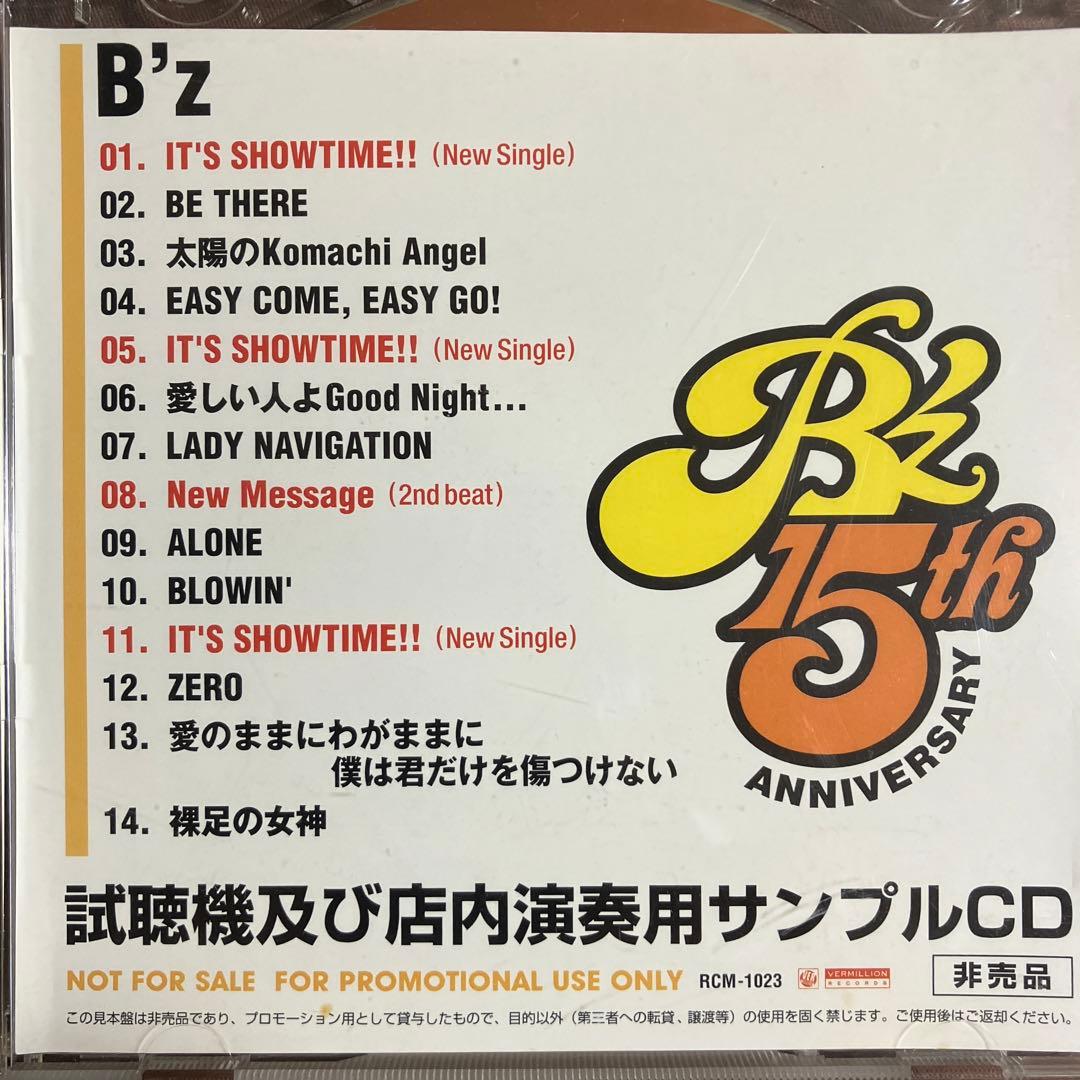 B'z
01. IT'S SHOWTIME!! (New Single)
02. BE THERE
03. 太陽のKomachi Angel
04. EASY COME, EASY GO!
05. IT'S SHOWTIME!! (New Single)
06. 愛しい人よGood Night...
07. LADY NAVIGATION
08. New Message (2nd beat)
09. ALONE
10. BLOWIN'
11. IT'S SHOWTIME!! (New Single)
12. ZERO
13. 愛のままにわがままに
僕は君だけを傷つけない
14. 裸足の女神
B'z
15th
ANNIVERSARY
試聴機及び店内演奏用サンプルCD
NOT FOR SALE FOR PROMOTIONAL USE ONLY RCM-1023 VERMILLION RECORDS 非売品
この見本盤は非売品であり、プロモーション用として貸与したもので、目的以外（第三者への転貸、譲渡等）の使用を固く禁じます。ご使用後はご返却ください。